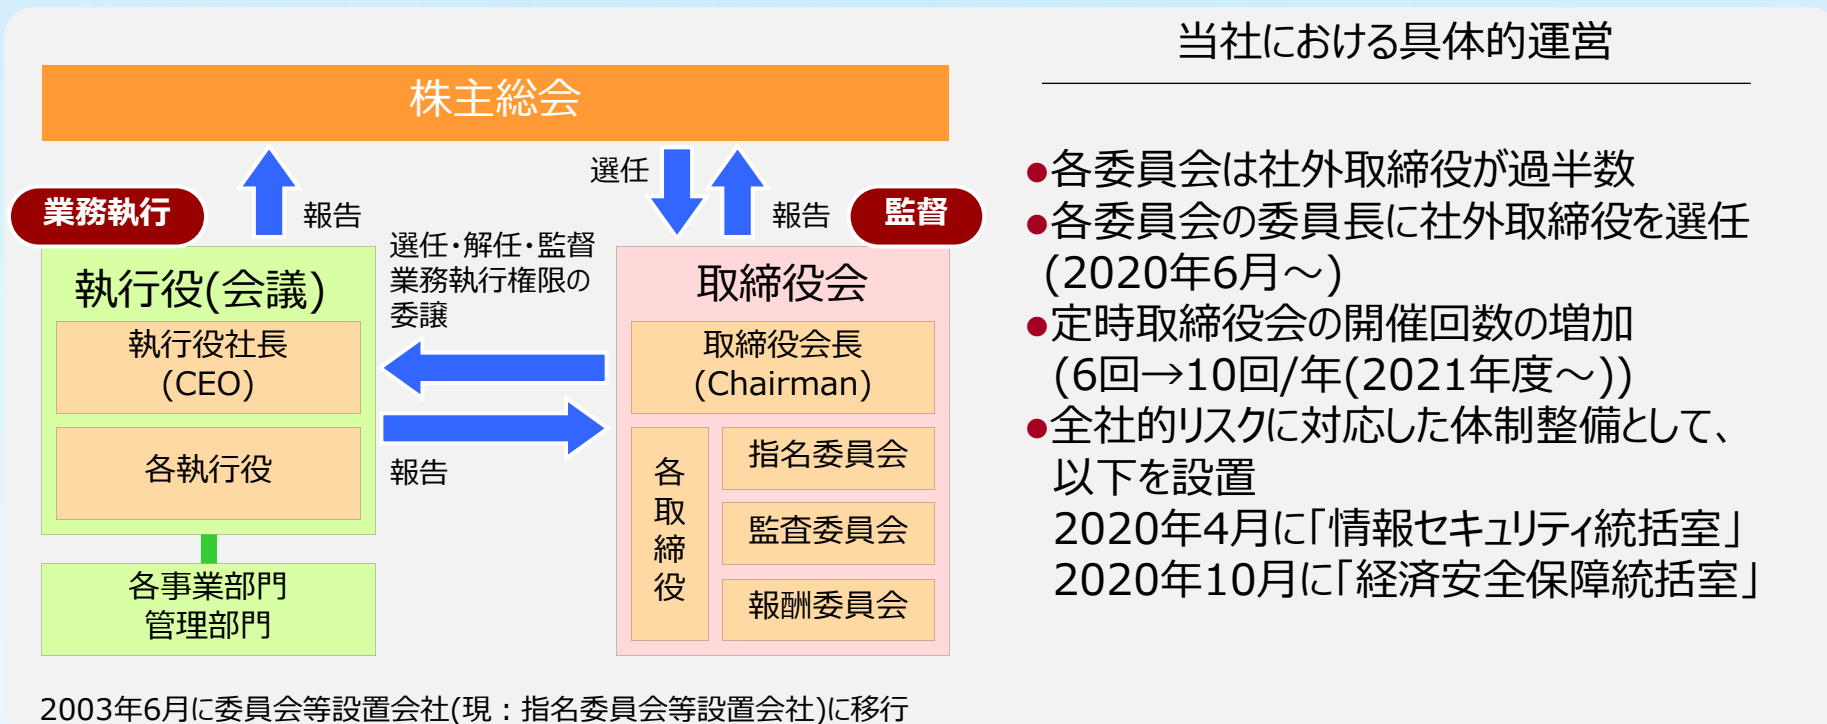 株主総会
選任
業務執行
報告
報告
監督
選任・解任・監督
業務執行権限の
委譲
執行役(会議)
執行役社長
(CEO)
各執行役
報告
各事業部門
管理部門
取締役会
取締役会長
(Chairman)
各取締役
指名委員会
監査委員会
報酬委員会
2003年6月に委員会等設置会社(現：指名委員会等設置会社)に移行
当社における具体的運営
●各委員会は社外取締役が過半数
●各委員会の委員長に社外取締役を選任
(2020年6月～)
●定時取締役会の開催回数の増加
(6回→10回/年(2021年度～))
●全社的リスクに対応した体制整備として、
以下を設置
2020年4月に「情報セキュリティ統括室」
2020年10月に「経済安全保障統括室」